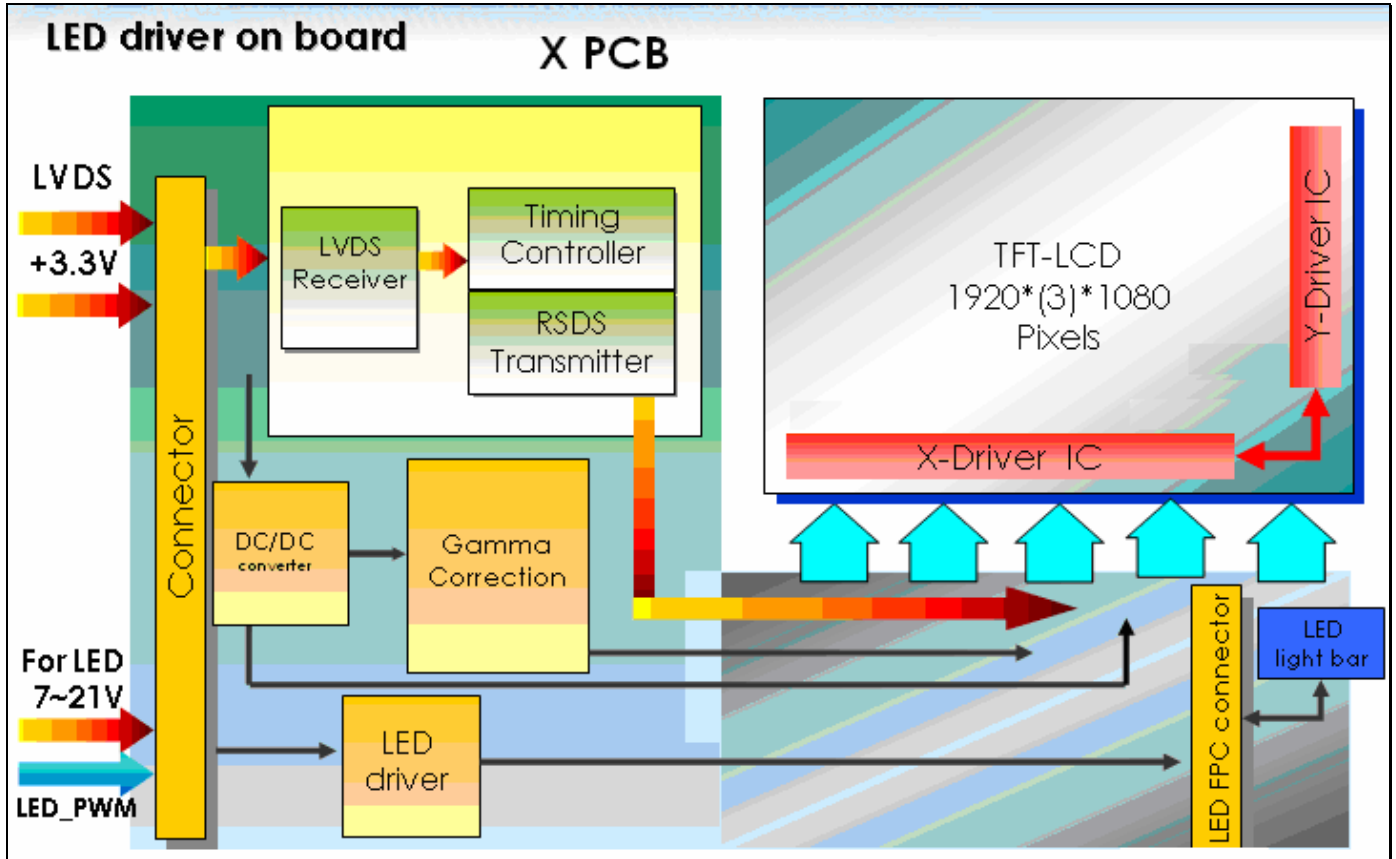 LED driver on board
X PCB
LVDS
+3.3V
For LED
7~21V
LED_PWM
Connector
LVDS
Receiver
Timing
Controller
RSDS
Transmitter
DC/DC
converter
Gamma
Correction
LED
driver
TFT-LCD
1920*(3)*1080
Pixels
Y-Driver IC
X-Driver IC
LED FPC connector
LED
light bar